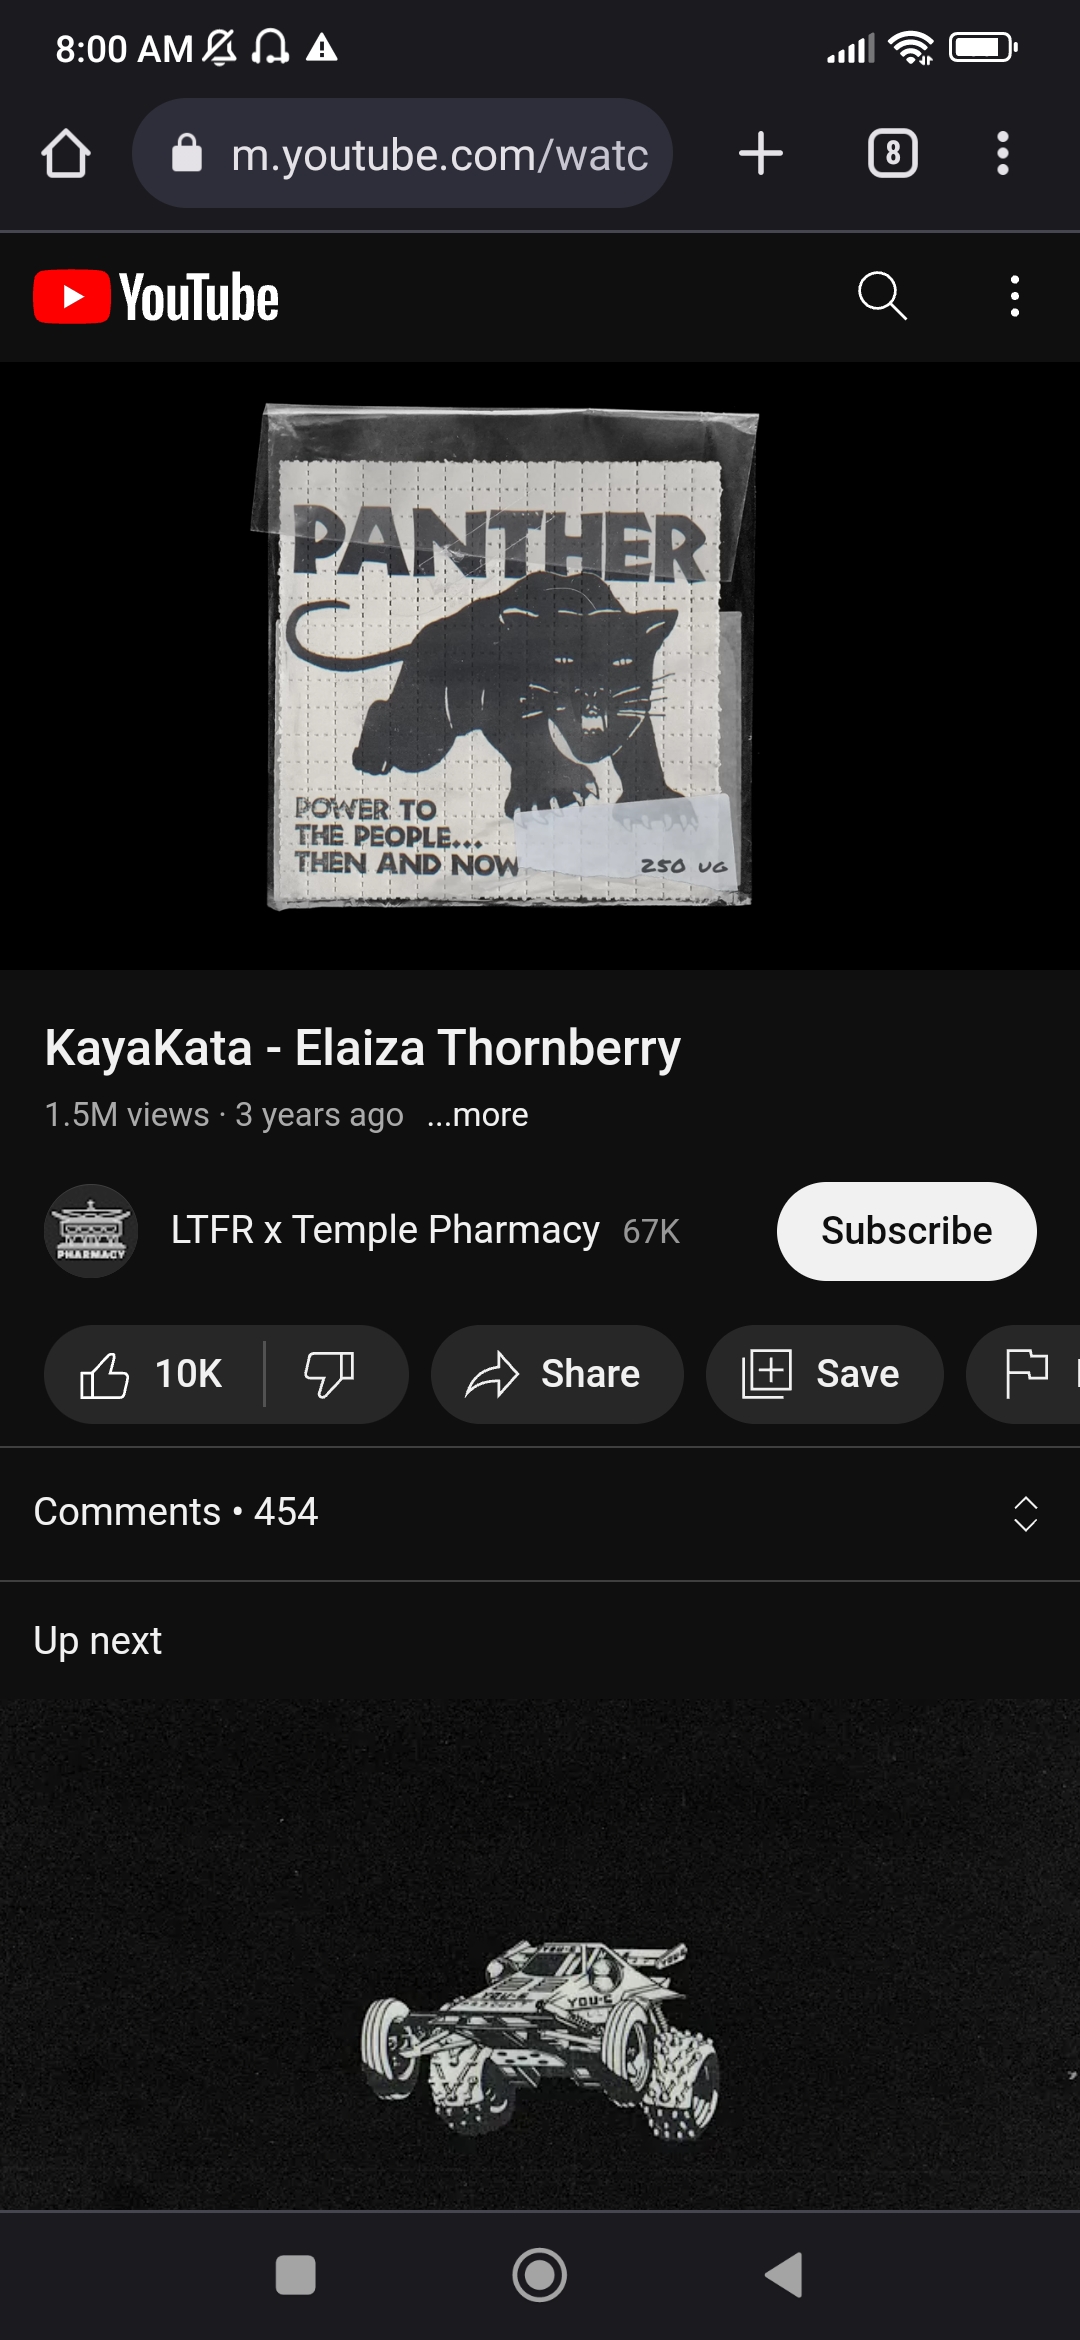 8:00 AM
m.youtube.com/watc
8
YouTube
PANTHER
POWER TO
THE PEOPLE...
THEN AND NOW
250 UG
KayaKata - Elaiza Thornberry
1.5M views · 3 years ago ...more
PHARMACY
LTFR x Temple Pharmacy 67K
Subscribe
10K
Share
Save
Comments • 454
Up next
YOU-C